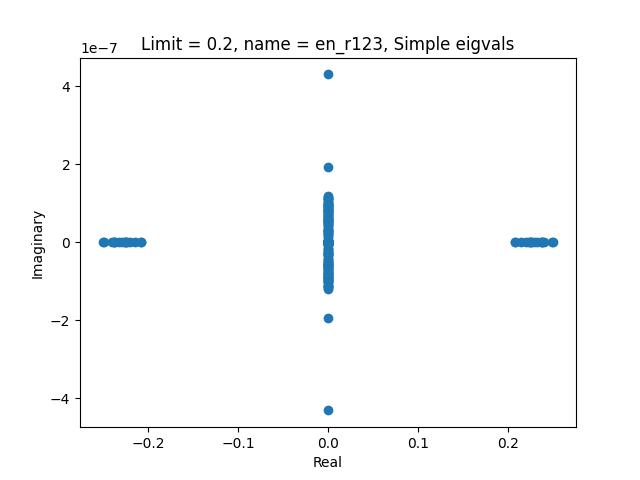 Limit = 0.2, name = en_r123, Simple eigvals
1e−7
4
2
0
−2
−4
Imaginary
−0.2 −0.1 0.0 0.1 0.2
Real